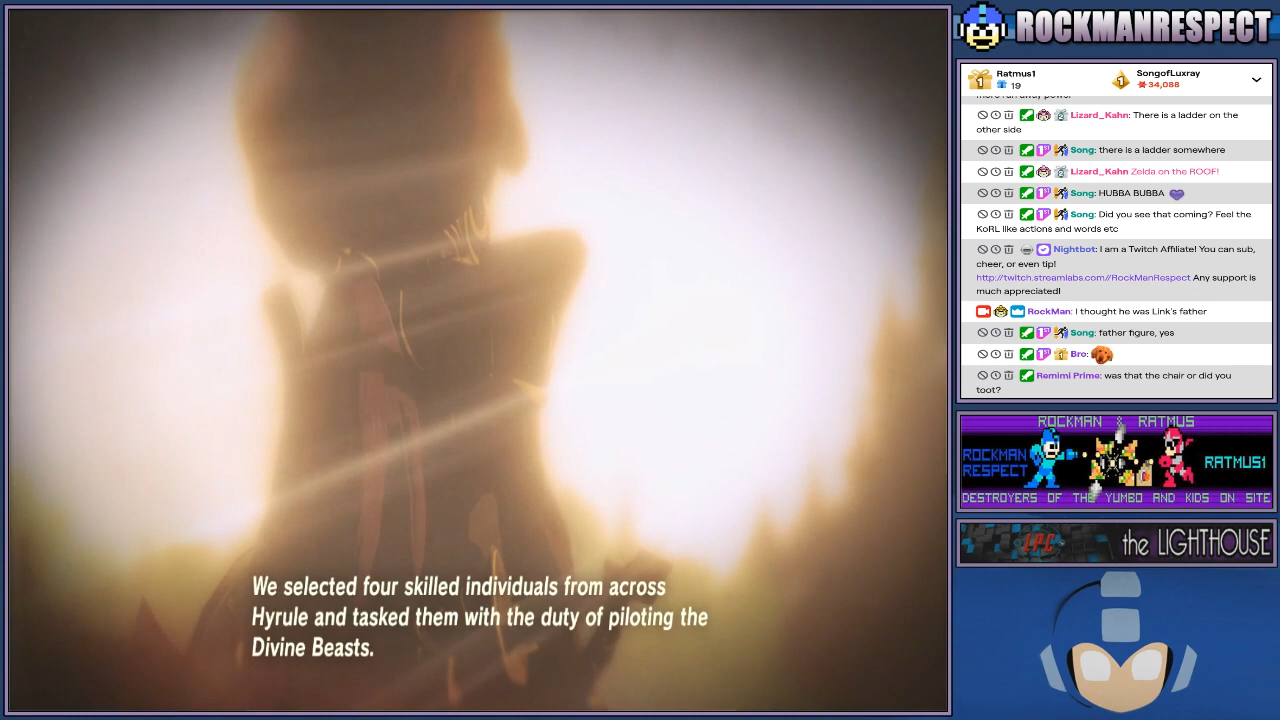 ROCKMANRESPECT
Ratmus1
19
SongofLuxray
34,088
Lizard_Kahn: There is a ladder on the
other side
Song: there is a ladder somewhere
Lizard_Kahn Zelda on the ROOF!
Song: HUBBA BUBBA
Song: Did you see that coming? Feel the
KoRL like actions and words etc
Nightbot: I am a Twitch Affiliate! You can sub,
cheer, or even tip!
http://twitch.streamlabs.com//RockManRespect Any support is
much appreciated!
RockMan: I thought he was Link's father
Song: father figure, yes
Bro:
Remimi Prime: was that the chair or did you
toot?
ROCKMAN & RATMUS
ROCKMAN
RESPECT
RATMUS1
DESTROYERS OF THE YUMBO AND KIDS ON SITE
LPC
the LIGHTHOUSE
We selected four skilled individuals from across
Hyrule and tasked them with the duty of piloting the
Divine Beasts.